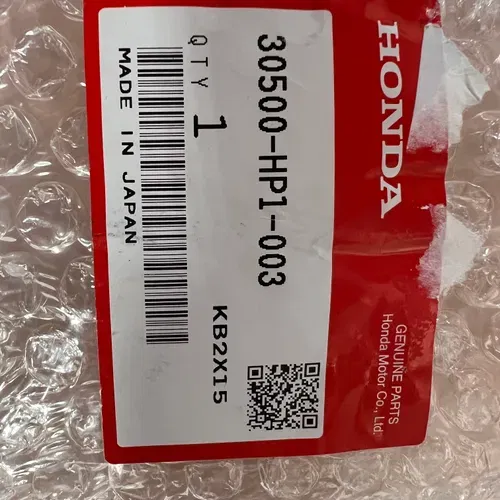 HONDA
GENUINE PARTS
Honda Motor Co., Ltd.
30500-HP1-003
QTY 1
KB2X15
MADE IN JAPAN